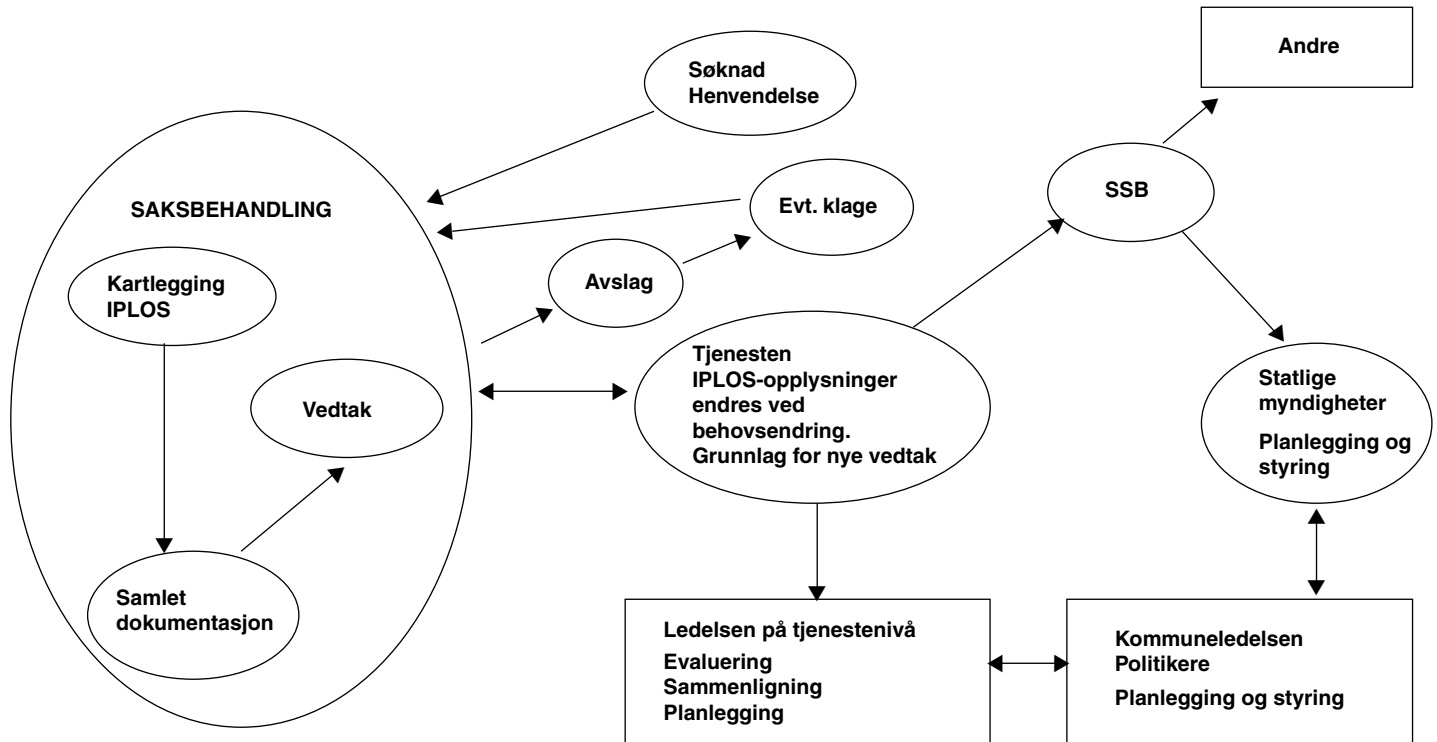 Søknad
Henvendelse
Andre
SAKSBEHANDLING
Evt. klage
SSB
Kartlegging
IPLOS
Avslag
Vedtak
Tjenesten
IPLOS-opplysninger
endres ved
behovsendring.
Grunnlag for nye vedtak
Statlige
myndigheter
Planlegging og
styring
Samlet
dokumentasjon
Ledelsen på tjenestenivå
Evaluering
Sammenligning
Planlegging
Kommuneledelsen
Politikere
Planlegging og styring